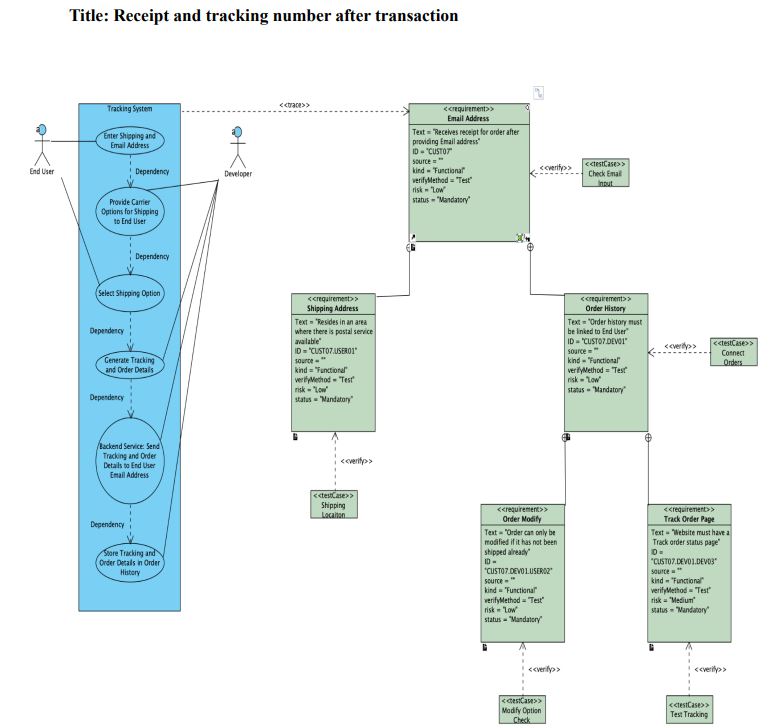 Title: Receipt and tracking number after transaction
Tracking System
Enter Shipping and
Email Address
Dependency
Provide Carrier
Options for Shipping
to End User
Dependency
Select Shipping Option
Dependency
Generate Tracking
and Order Details
Dependency
Backend Service: Send
Tracking and Order
Details to End User
Email Address
Dependency
Store Tracking and
Order Details in Order
History
a
End User
a
Developer
<<trace>>
<<requirement>>
Email Address
Text = "Receives receipt for order after
providing Email address"
ID = "CUST07"
source = ""
kind = "Functional"
verifyMethod = "Test"
risk = "Low"
status = "Mandatory"
<<verify>>
<<testCase>>
Check Email
Input
<<requirement>>
Shipping Address
Text = "Resides in an area
where there is postal service
available"
ID = "CUST07.USER01"
source = ""
kind = "Functional"
verifyMethod = "Test"
risk = "Low"
status = "Mandatory"
<<verify>>
<<testCase>>
Shipping
Locaiton
<<requirement>>
Order History
Text = "Order history must
be linked to End User"
ID = "CUST07.DEV01"
source = ""
kind = "Functional"
verifyMethod = "Test"
risk = "Low"
status = "Mandatory"
<<verify>>
<<testCase>>
Connect
Orders
<<requirement>>
Order Modify
Text = "Order can only be
modified if it has not been
shipped already"
ID =
"CUST07.DEV01.USER02"
source = ""
kind = "Functional"
verifyMethod = "Test"
risk = "Low"
status = "Mandatory"
<<verify>>
<<testCase>>
Modify Option
Check
<<requirement>>
Track Order Page
Text = "Website must have a
Track order status page"
ID =
"CUST07.DEV01.DEV03"
source = ""
kind = "Functional"
verifyMethod = "Test"
risk = "Medium"
status = "Mandatory"
<<verify>>
<<testCase>>
Test Tracking